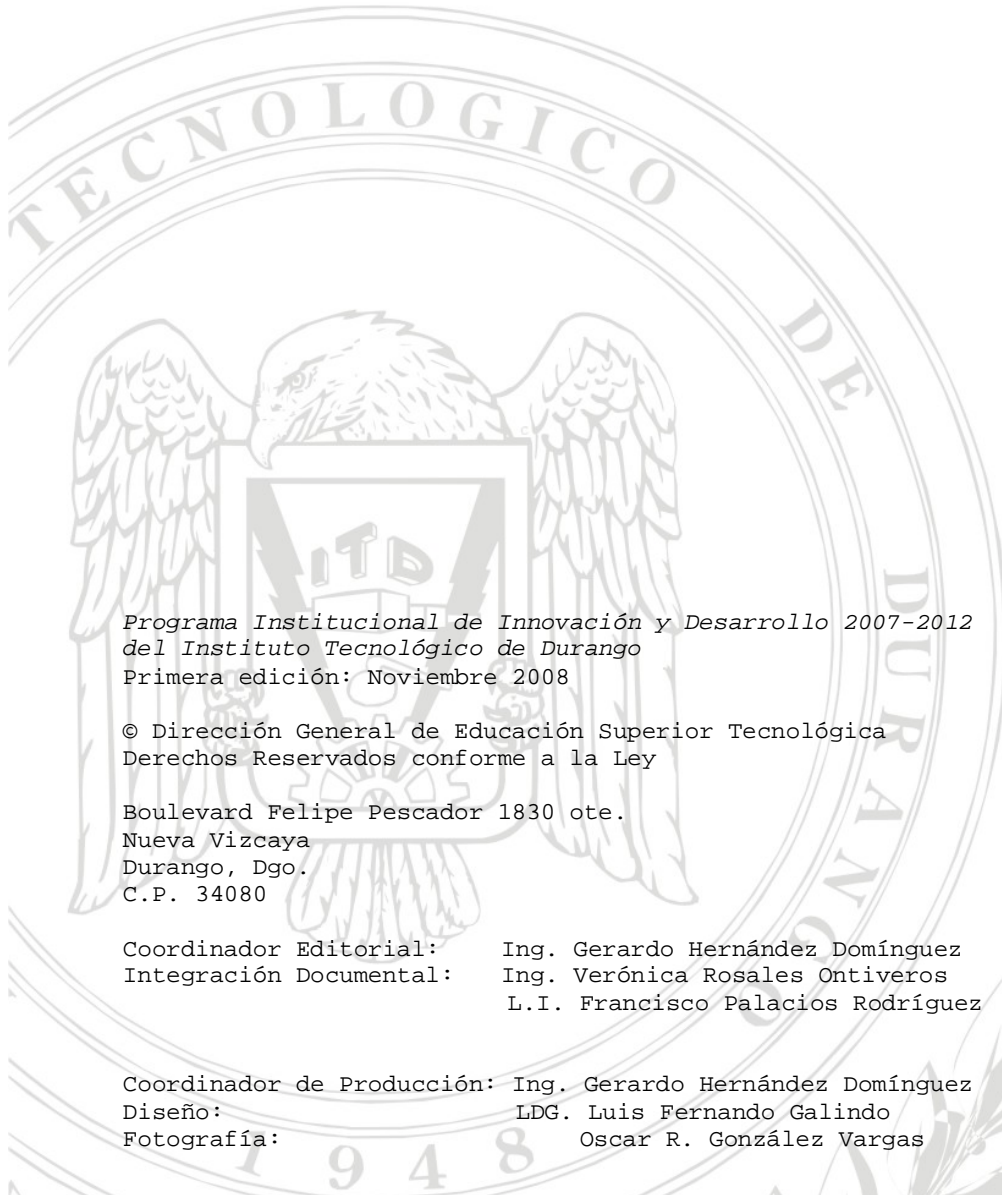 TECNOLOGICO DE DURANGO
ITD
Programa Institucional de Innovación y Desarrollo 2007-2012
del Instituto Tecnológico de Durango
Primera edición: Noviembre 2008
© Dirección General de Educación Superior Tecnológica
Derechos Reservados conforme a la Ley
Boulevard Felipe Pescador 1830 ote.
Nueva Vizcaya
Durango, Dgo.
C.P. 34080
Coordinador Editorial: Ing. Gerardo Hernández Domínguez
Integración Documental: Ing. Verónica Rosales Ontiveros
L.I. Francisco Palacios Rodríguez
Coordinador de Producción: Ing. Gerardo Hernández Domínguez
Diseño: LDG. Luis Fernando Galindo
Fotografía: Oscar R. González Vargas
1948